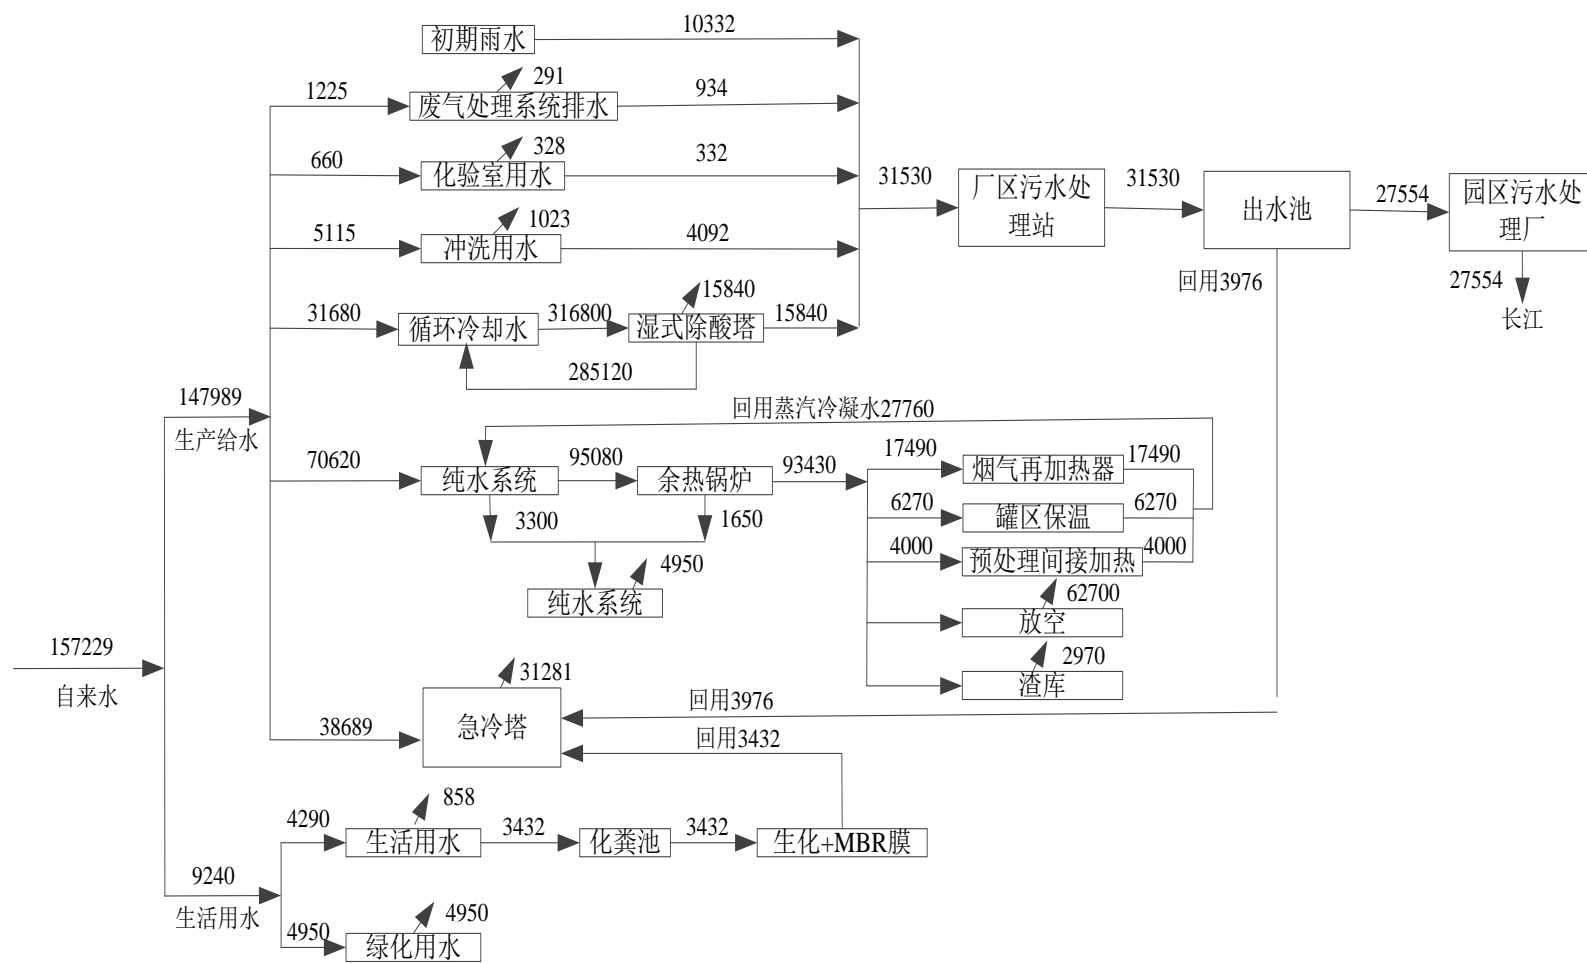 10332
初期雨水
291
1225
934
废气处理系统排水
328
660
332
化验室用水
31530
厂区污水处
理站
31530
出水池
27554
园区污水处
理厂
1023
5115
4092
冲洗用水
回用3976
27554
长江
15840
31680
316800
15840
循环冷却水
湿式除酸塔
285120
147989
生产给水
回用蒸汽冷凝水27760
70620
95080
93430
17490
17490
纯水系统
余热锅炉
烟气再加热器
3300
1650
6270
6270
罐区保温
4000
4000
预处理间接加热
4950
纯水系统
62700
放空
157229
自来水
2970
渣库
31281
回用3976
38689
急冷塔
回用3432
858
4290
3432
3432
生活用水
化粪池
生化+MBR膜
9240
生活用水
4950
4950
绿化用水